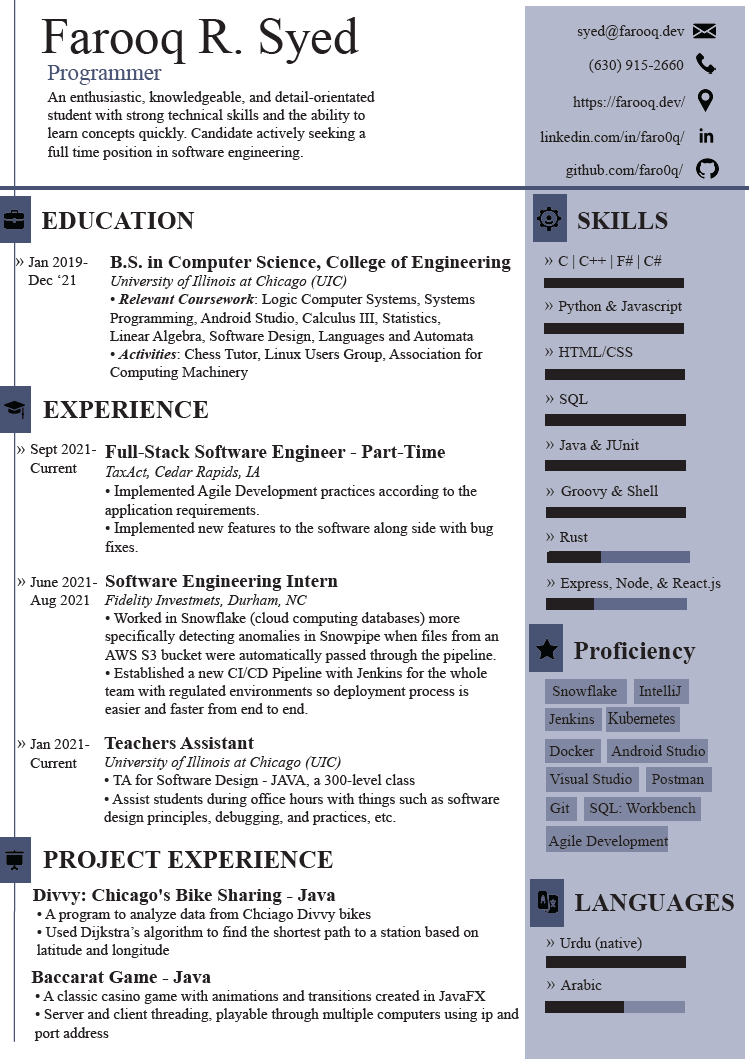 Farooq R. Syed
Programmer
An enthusiastic, knowledgeable, and detail-orientated
student with strong technical skills and the ability to
learn concepts quickly. Candidate actively seeking a
full time position in software engineering.
syed@farooq.dev
(630) 915-2660
https://farooq.dev/
linkedin.com/in/faro0q/
in
github.com/faro0q/
EDUCATION
» Jan 2019-
Dec ‘21
B.S. in Computer Science, College of Engineering
University of Illinois at Chicago (UIC)
• Relevant Coursework: Logic Computer Systems, Systems
Programming, Android Studio, Calculus III, Statistics,
Linear Algebra, Software Design, Languages and Automata
• Activities: Chess Tutor, Linux Users Group, Association for
Computing Machinery
EXPERIENCE
» Sept 2021-
Current
Full-Stack Software Engineer - Part-Time
TaxAct, Cedar Rapids, IA
• Implemented Agile Development practices according to the
application requirements.
• Implemented new features to the software along side with bug
fixes.
» June 2021-
Aug 2021
Software Engineering Intern
Fidelity Investmets, Durham, NC
• Worked in Snowflake (cloud computing databases) more
specifically detecting anomalies in Snowpipe when files from an
AWS S3 bucket were automatically passed through the pipeline.
• Established a new CI/CD Pipeline with Jenkins for the whole
team with regulated environments so deployment process is
easier and faster from end to end.
» Jan 2021-
Current
Teachers Assistant
University of Illinois at Chicago (UIC)
• TA for Software Design - JAVA, a 300-level class
• Assist students during office hours with things such as software
design principles, debugging, and practices, etc.
PROJECT EXPERIENCE
Divvy: Chicago's Bike Sharing - Java
• A program to analyze data from Chciago Divvy bikes
• Used Dijkstra’s algorithm to find the shortest path to a station based on
latitude and longitude
Baccarat Game - Java
• A classic casino game with animations and transitions created in JavaFX
• Server and client threading, playable through multiple computers using ip and
port address
SKILLS
» C | C++ | F# | C#
» Python & Javascript
» HTML/CSS
» SQL
» Java & JUnit
» Groovy & Shell
» Rust
» Express, Node, & React.js
Proficiency
Snowflake IntelliJ
Jenkins Kubernetes
Docker Android Studio
Visual Studio Postman
Git SQL: Workbench
Agile Development
LANGUAGES
» Urdu (native)
» Arabic